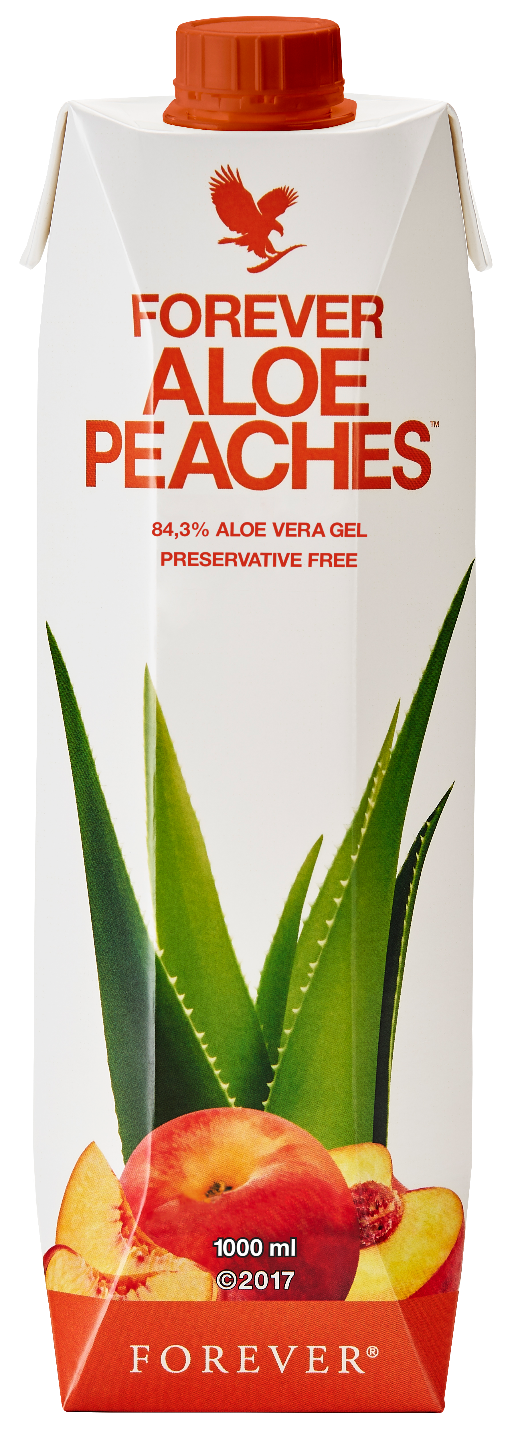 FOREVER
ALOE
PEACHES™
84,3% ALOE VERA GEL
PRESERVATIVE FREE
1000 ml
©2017
FOREVER®